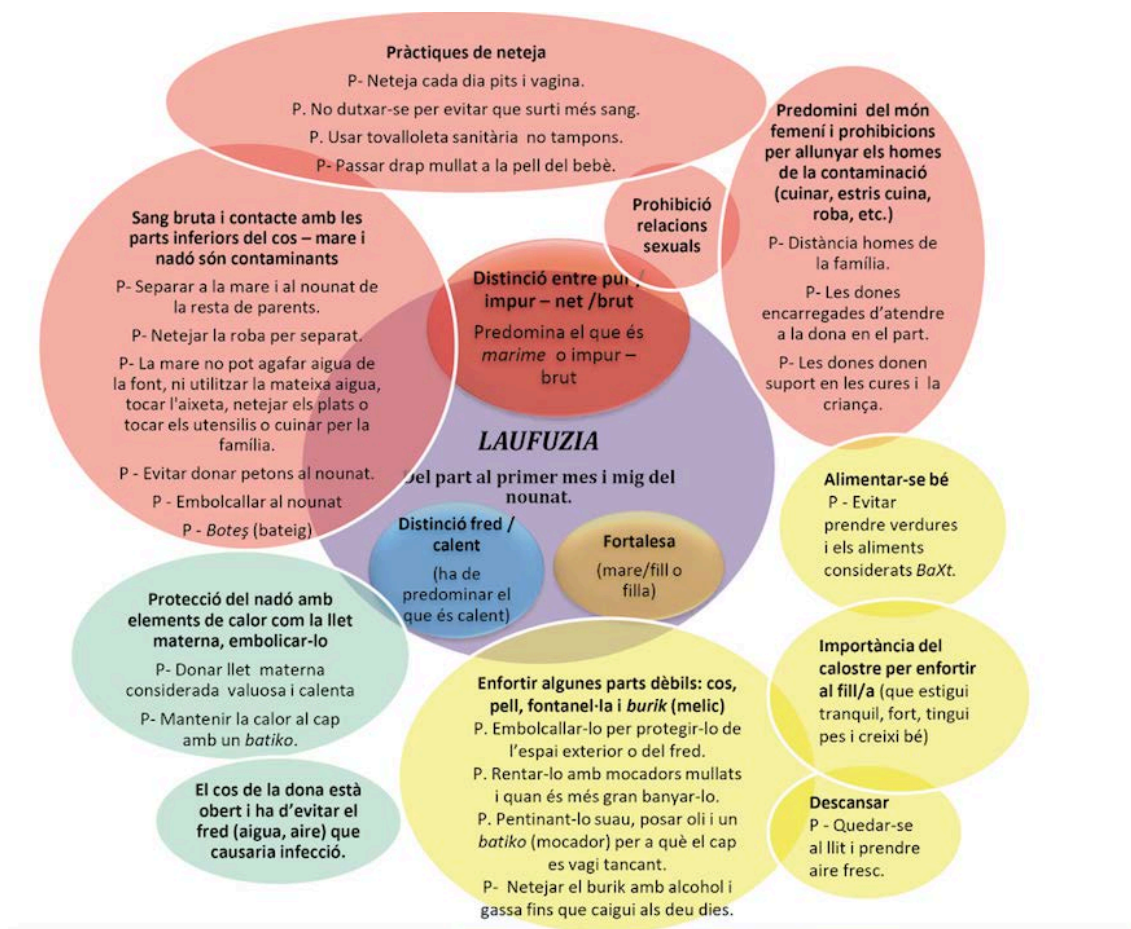 Pràctiques de neteja
P- Neteja cada dia pits i vagina.
P. No dutxar-se per evitar que surti més sang.
P. Usar tovalloleta sanitària no tampons.
P- Passar drap mullat a la pell del bebè.
Predomini del món
femení i prohibicions
per allunyar els homes
de la contaminació
(cuinar, estris cuina,
roba, etc.)
P- Distància homes de
la família.
P- Les dones
encarregades d'atendre
a la dona en el part.
P- Les dones donen
suport en les cures i la
criança.
Prohibició
relacions
sexuals
Sang bruta i contacte amb les
parts inferiors del cos – mare i
nadó són contaminants
P- Separar a la mare i al nounat de
la resta de parents.
P- Netejar la roba per separat.
P- La mare no pot agafar aigua de
la font, ni utilitzar la mateixa aigua,
tocar l'aixeta, netejar els plats o
tocar els utensilis o cuinar per la
família.
P - Evitar donar petons al nounat.
P - Embolcallar al nounat
P - Boteş (bateig)
Distinció entre pur /
impur – net /brut
Predomina el que és
marime o impur –
brut
LAUFUZIA
Del part al primer mes i mig del
nounat.
Distinció fred /
calent
(ha de
predominar el
que és calent)
Fortalesa
(mare/fill o
filla)
Alimentar-se bé
P - Evitar
prendre verdures
i els aliments
considerats BaXt.
Protecció del nadó amb
elements de calor com la llet
materna, embolicar-lo
P- Donar llet materna
considerada valuosa i calenta
P- Mantenir la calor al cap
amb un batiko.
El cos de la dona està
obert i ha d'evitar el
fred (aigua, aire) que
causaria infecció.
Enfortir algunes parts dèbils: cos,
pell, fontanel·la i burik (melic)
P. Embolcallar-lo per protegir-lo de
l'espai exterior o del fred.
P. Rentar-lo amb mocadors mullats
i quan és més gran banyar-lo.
P. Pentinant-lo suau, posar oli i un
batiko (mocador) per a què el cap
es vagi tancant.
P- Netejar el burik amb alcohol i
gassa fins que caigui als deu dies.
Importància del
calostre per enfortir
al fill/a (que estigui
tranquil, fort, tingui
pes i creixi bé)
Descansar
P - Quedar-se
al llit i prendre
aire fresc.